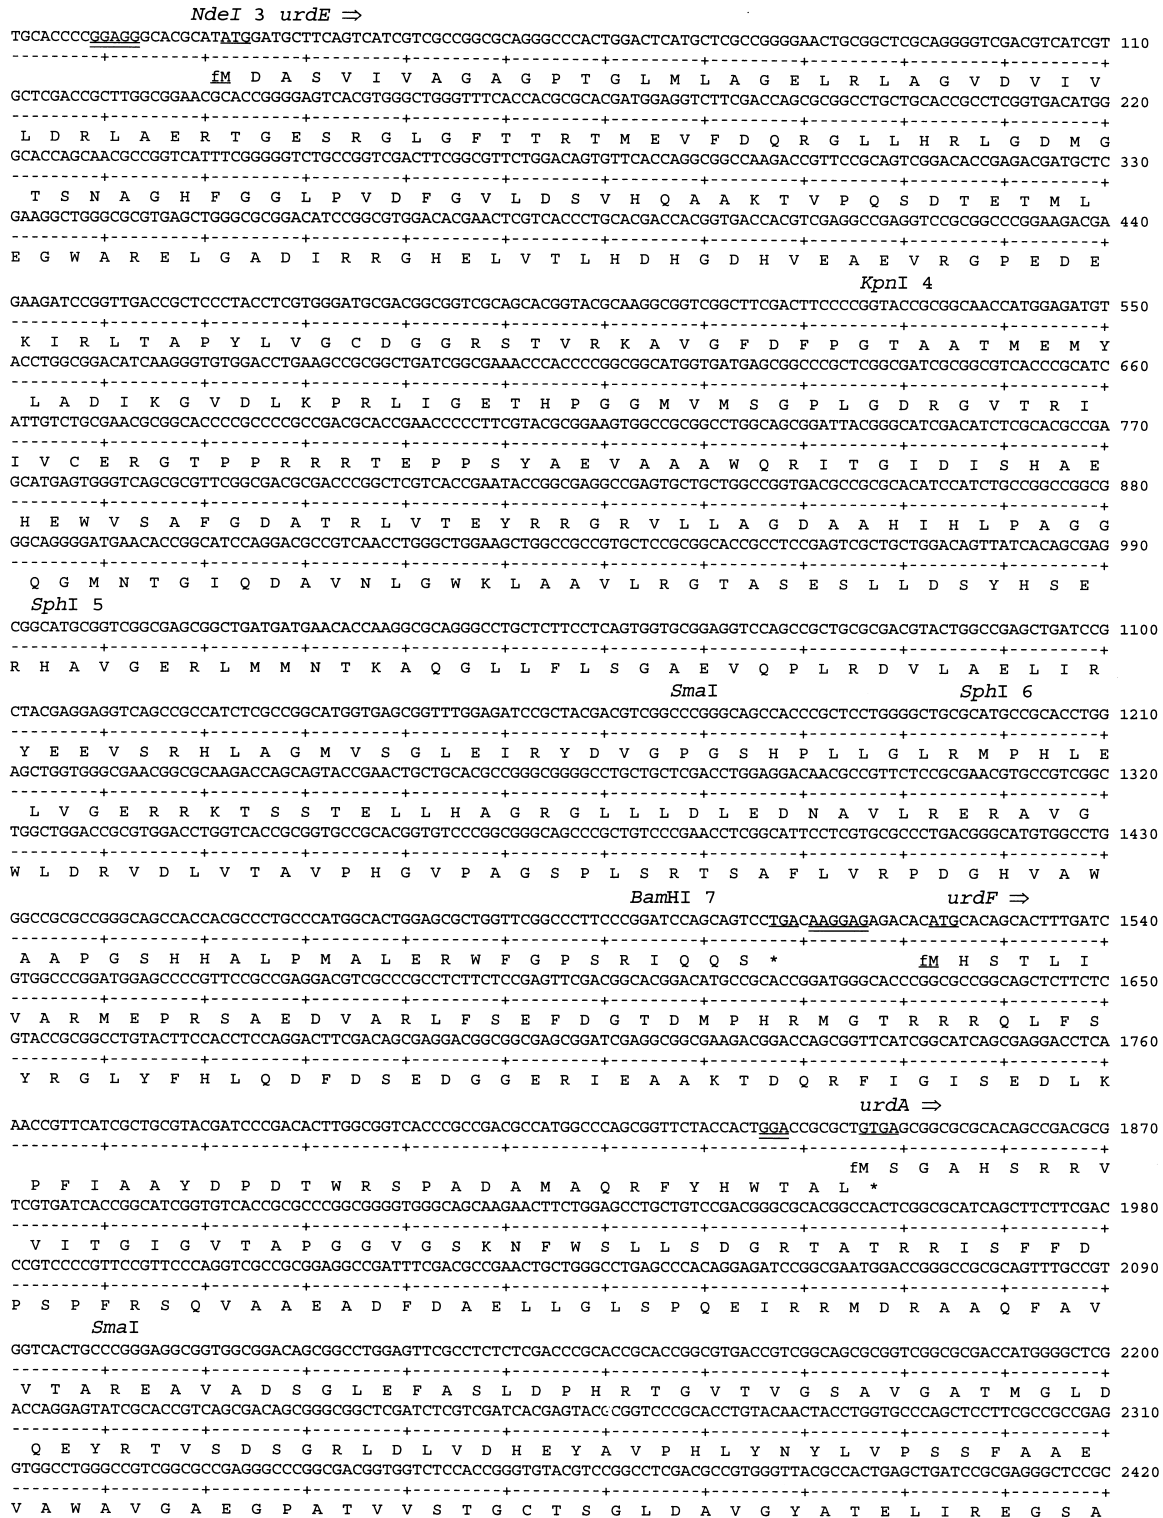 NdeI 3 urdE ⇒
TGCACCCCGGAGGGCACGCATATGGATGCTTCAGTCATCGTCGCCGGCGCAGGGCCCACTGGACTCATGCTCGCCGGGGAACTGCGGCTCGCAGGGGTCGACGTCATCGT 110
---------+---------+---------+---------+---------+---------+---------+---------+---------+---------+---------+
fM D A S V I V A G A G P T G L M L A G E L R L A G V D V I V
GCTCGACCGCTTGGCGGAACGCACCGGGGAGTCACGTGGGCTGGGTTTCACCACGCGCACGATGGAGGTCTTCGACCAGCGCGGCCTGCTGCACCGCCTCGGTGACATGG 220
---------+---------+---------+---------+---------+---------+---------+---------+---------+---------+---------+
L D R L A E R T G E S R G L G F T T R T M E V F D Q R G L L H R L G D M G
GCACCAGCAACGCCGGTCATTTCGGGGGTCTGCCGGTCGACTTCGGCGTTCTGGACAGTGTTCACCAGGCGGCCAAGACCGTTCCGCAGTCGGACACCGAGACGATGCTC 330
---------+---------+---------+---------+---------+---------+---------+---------+---------+---------+---------+
T S N A G H F G G L P V D F G V L D S V H Q A A K T V P Q S D T E T M L
GAAGGCTGGGCGCGTGAGCTGGGCGCGGACATCCGGCGTGGACACGAACTCGTCACCCTGCACGACCACGGTGACCACGTCGAGGCCGAGGTCCGCGGCCCGGAAGACGA 440
---------+---------+---------+---------+---------+---------+---------+---------+---------+---------+---------+
E G W A R E L G A D I R R G H E L V T L H D H G D H V E A E V R G P E D E
KpnI 4
GAAGATCCGGTTGACCGCTCCCTACCTCGTGGGATGCGACGGCGGTCGCAGCACGGTACGCAAGGCGGTCGGCTTCGACTTCCCCGGTACCGCGGCAACCATGGAGATGT 550
---------+---------+---------+---------+---------+---------+---------+---------+---------+---------+---------+
K I R L T A P Y L V G C D G G R S T V R K A V G F D F P G T A A T M E M Y
ACCTGGCGGACATCAAGGGTGTGGACCTGAAGCCGCGGCTGATCGGCGAAACCCACCCCGGCGGCATGGTGATGAGCGGCCCGCTCGGCGATCGCGGCGTCACCCGCATC 660
---------+---------+---------+---------+---------+---------+---------+---------+---------+---------+---------+
L A D I K G V D L K P R L I G E T H P G G M V M S G P L G D R G V T R I
ATTGTCTGCGAACGCGGCACCCCGCCCCGCCGACGCACCGAACCCCCTTCGTACGCGGAAGTGGCCGCGGCCTGGCAGCGGATTACGGGCATCGACATCTCGCACGCCGA 770
---------+---------+---------+---------+---------+---------+---------+---------+---------+---------+---------+
I V C E R G T P P R R R T E P P S Y A E V A A A W Q R I T G I D I S H A E
GCATGAGTGGGTCAGCGCGTTCGGCGACGCGACCCGGCTCGTCACCGAATACCGGCGAGGCCGAGTGCTGCTGGCCGGTGACGCCGCGCACATCCATCTGCCGGCCGGCG 880
---------+---------+---------+---------+---------+---------+---------+---------+---------+---------+---------+
H E W V S A F G D A T R L V T E Y R R G R V L L A G D A A H I H L P A G G
GGCAGGGGATGAACACCGGCATCCAGGACGCCGTCAACCTGGGCTGGAAGCTGGCCGCCGTGCTCCGCGGCACCGCCTCCGAGTCGCTGCTGGACAGTTATCACAGCGAG 990
---------+---------+---------+---------+---------+---------+---------+---------+---------+---------+---------+
Q G M N T G I Q D A V N L G W K L A A V L R G T A S E S L L D S Y H S E
SphI 5
CGGCATGCGGTCGGCGAGCGGCTGATGATGAACACCAAGGCGCAGGGCCTGCTCTTCCTCAGTGGTGCGGAGGTCCAGCCGCTGCGCGACGTACTGGCCGAGCTGATCCG 1100
---------+---------+---------+---------+---------+---------+---------+---------+---------+---------+---------+
R H A V G E R L M M N T K A Q G L L F L S G A E V Q P L R D V L A E L I R
SmaI SphI 6
CTACGAGGAGGTCAGCCGCCATCTCGCCGGCATGGTGAGCGGTTTGGAGATCCGCTACGACGTCGGCCCGGGCAGCCACCCGCTCCTGGGGCTGCGCATGCCGCACCTGG 1210
---------+---------+---------+---------+---------+---------+---------+---------+---------+---------+---------+
Y E E V S R H L A G M V S G L E I R Y D V G P G S H P L L G L R M P H L E
AGCTGGTGGGCGAACGGCGCAAGACCAGCAGTACCGAACTGCTGCACGCCGGGCGGGGCCTGCTGCTCGACCTGGAGGACAACGCCGTTCTCCGCGAACGTGCCGTCGGC 1320
---------+---------+---------+---------+---------+---------+---------+---------+---------+---------+---------+
L V G E R R K T S S T E L L H A G R G L L L D L E D N A V L R E R A V G
TGGCTGGACCGCGTGGACCTGGTCACCGCGGTGCCGCACGGTGTCCCGGCGGGCAGCCCGCTGTCCCGAACCTCGGCATTCCTCGTGCGCCCTGACGGGCATGTGGCCTG 1430
---------+---------+---------+---------+---------+---------+---------+---------+---------+---------+---------+
W L D R V D L V T A V P H G V P A G S P L S R T S A F L V R P D G H V A W
BamHI 7 urdF ⇒
GGCCGCGCCGGGCAGCCACCACGCCCTGCCCATGGCACTGGAGCGCTGGTTCGGCCCTTCCCGGATCCAGCAGTCCTGACAAGGAGAGACACATGCACAGCACTTTGATC 1540
---------+---------+---------+---------+---------+---------+---------+---------+---------+---------+---------+
A A P G S H H A L P M A L E R W F G P S R I Q Q S * fM H S T L I
GTGGCCCGGATGGAGCCCCGTTCCGCCGAGGACGTCGCCCGCCTCTTCTCCGAGTTCGACGGCACGGACATGCCGCACCGGATGGGCACCCGGCGCCGGCAGCTCTTCTC 1650
---------+---------+---------+---------+---------+---------+---------+---------+---------+---------+---------+
V A R M E P R S A E D V A R L F S E F D G T D M P H R M G T R R R Q L F S
GTACCGCGGCCTGTACTTCCACCTCCAGGACTTCGACAGCGAGGACGGCGGCGAGCGGATCGAGGCGGCGAAGACGGACCAGCGGTTCATCGGCATCAGCGAGGACCTCA 1760
---------+---------+---------+---------+---------+---------+---------+---------+---------+---------+---------+
Y R G L Y F H L Q D F D S E D G G E R I E A A K T D Q R F I G I S E D L K
urdA ⇒
AACCGTTCATCGCTGCGTACGATCCCGACACTTGGCGGTCACCCGCCGACGCCATGGCCCAGCGGTTCTACCACTGGACCGCGCTGTGAGCGGCGCGCACAGCCGACGCG 1870
---------+---------+---------+---------+---------+---------+---------+---------+---------+---------+---------+
fM S G A H S R R V
P F I A A Y D P D T W R S P A D A M A Q R F Y H W T A L *
TCGTGATCACCGGCATCGGTGTCACCGCGCCCGGCGGGGTGGGCAGCAAGAACTTCTGGAGCCTGCTGTCCGACGGGCGCACGGCCACTCGGCGCATCAGCTTCTTCGAC 1980
---------+---------+---------+---------+---------+---------+---------+---------+---------+---------+---------+
V I T G I G V T A P G G V G S K N F W S L L S D G R T A T R R I S F F D
CCGTCCCCGTTCCGTTCCCAGGTCGCCGCGGAGGCCGATTTCGACGCCGAACTGCTGGGCCTGAGCCCACAGGAGATCCGGCGAATGGACCGGGCCGCGCAGTTTGCCGT 2090
---------+---------+---------+---------+---------+---------+---------+---------+---------+---------+---------+
P S P F R S Q V A A E A D F D A E L L G L S P Q E I R R M D R A A Q F A V
SmaI
GGTCACTGCCCGGGAGGCGGTGGCGGACAGCGGCCTGGAGTTCGCCTCTCTCGACCCGCACCGCACCGGCGTGACCGTCGGCAGCGCGGTCGGCGCGACCATGGGGCTCG 2200
---------+---------+---------+---------+---------+---------+---------+---------+---------+---------+---------+
V T A R E A V A D S G L E F A S L D P H R T G V T V G S A V G A T M G L D
ACCAGGAGTATCGCACCGTCAGCGACAGCGGGCGGCTCGATCTCGTCGATCACGAGTACGCGGTCCCGCACCTGTACAACTACCTGGTGCCCAGCTCCTTCGCCGCCGAG 2310
---------+---------+---------+---------+---------+---------+---------+---------+---------+---------+---------+
Q E Y R T V S D S G R L D L V D H E Y A V P H L Y N Y L V P S S F A A E
GTGGCCTGGGCCGTCGGCGCCGAGGGCCCGGCGACGGTGGTCTCCACCGGGTGTACGTCCGGCCTCGACGCCGTGGGTTACGCCACTGAGCTGATCCGCGAGGGCTCCGC 2420
---------+---------+---------+---------+---------+---------+---------+---------+---------+---------+---------+
V A W A V G A E G P A T V V S T G C T S G L D A V G Y A T E L I R E G S A